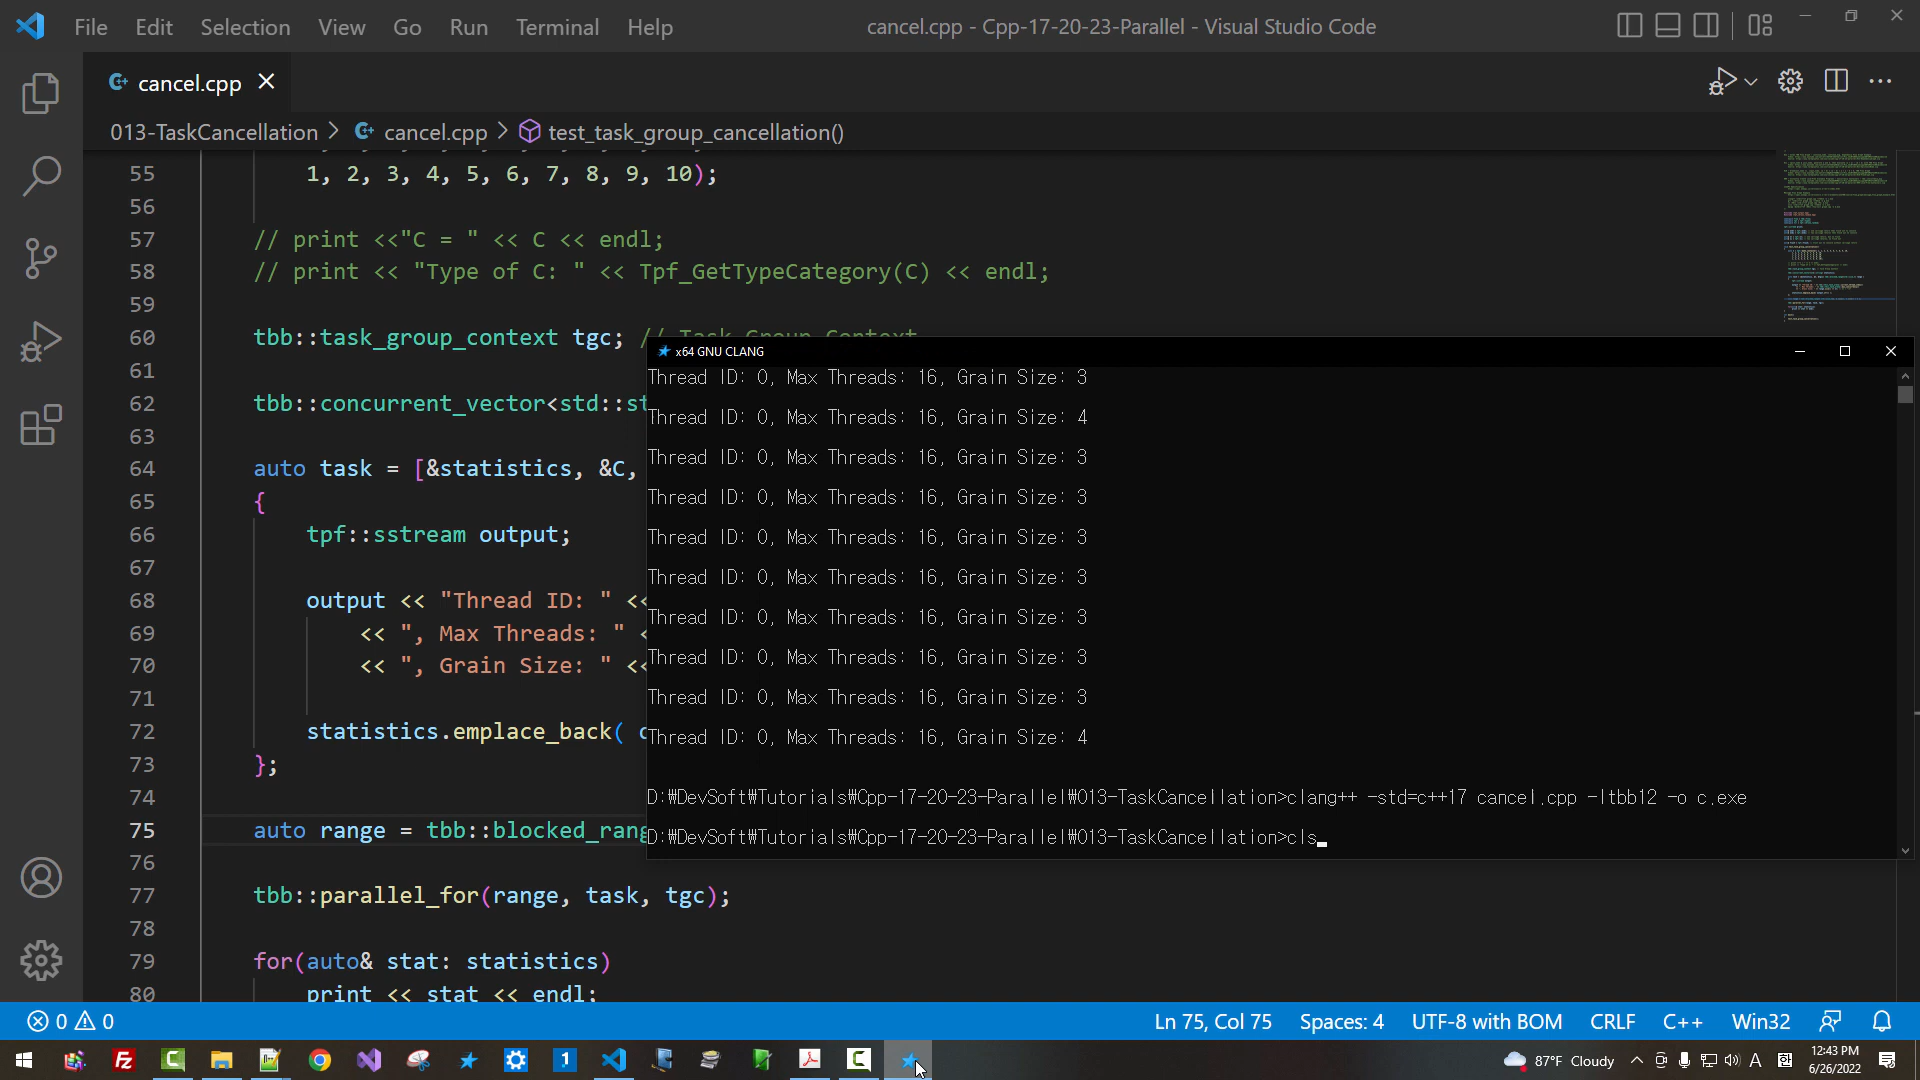 File Edit Selection View Go Run Terminal Help
cancel.cpp - Cpp-17-20-23-Parallel - Visual Studio Code
cancel.cpp
013-TaskCancellation > cancel.cpp > test_task_group_cancellation()
55 1, 2, 3, 4, 5, 6, 7, 8, 9, 10);
56
57 // print <<"C = " << C << endl;
58 // print << "Type of C: " << Tpf_GetTypeCategory(C) << endl;
59
60 tbb::task_group_context tgc; // Task Group Context
61
62 tbb::concurrent_vector<std::st
63
64 auto task = [&statistics, &C,
65 {
66 tpf::sstream output;
67
68 output << "Thread ID: " <<
69 << ", Max Threads: " <
70 << ", Grain Size: " <<
71
72 statistics.emplace_back( c
73 };
74
75 auto range = tbb::blocked_rang
76
77 tbb::parallel_for(range, task, tgc);
78
79 for(auto& stat: statistics)
80 print << stat << endl;
x64 GNU CLANG
Thread ID: 0, Max Threads: 16, Grain Size: 3
Thread ID: 0, Max Threads: 16, Grain Size: 4
Thread ID: 0, Max Threads: 16, Grain Size: 3
Thread ID: 0, Max Threads: 16, Grain Size: 3
Thread ID: 0, Max Threads: 16, Grain Size: 3
Thread ID: 0, Max Threads: 16, Grain Size: 3
Thread ID: 0, Max Threads: 16, Grain Size: 3
Thread ID: 0, Max Threads: 16, Grain Size: 3
Thread ID: 0, Max Threads: 16, Grain Size: 3
Thread ID: 0, Max Threads: 16, Grain Size: 4
D:₩DevSoft₩Tutorials₩Cpp-17-20-23-Parallel₩013-TaskCancellation>clang++ -std=c++17 cancel.cpp -ltbb12 -o c.exe
D:₩DevSoft₩Tutorials₩Cpp-17-20-23-Parallel₩013-TaskCancellation>cls
0 0
Ln 75, Col 75 Spaces: 4 UTF-8 with BOM CRLF C++ Win32
87°F Cloudy A 한 12:43 PM
6/26/2022